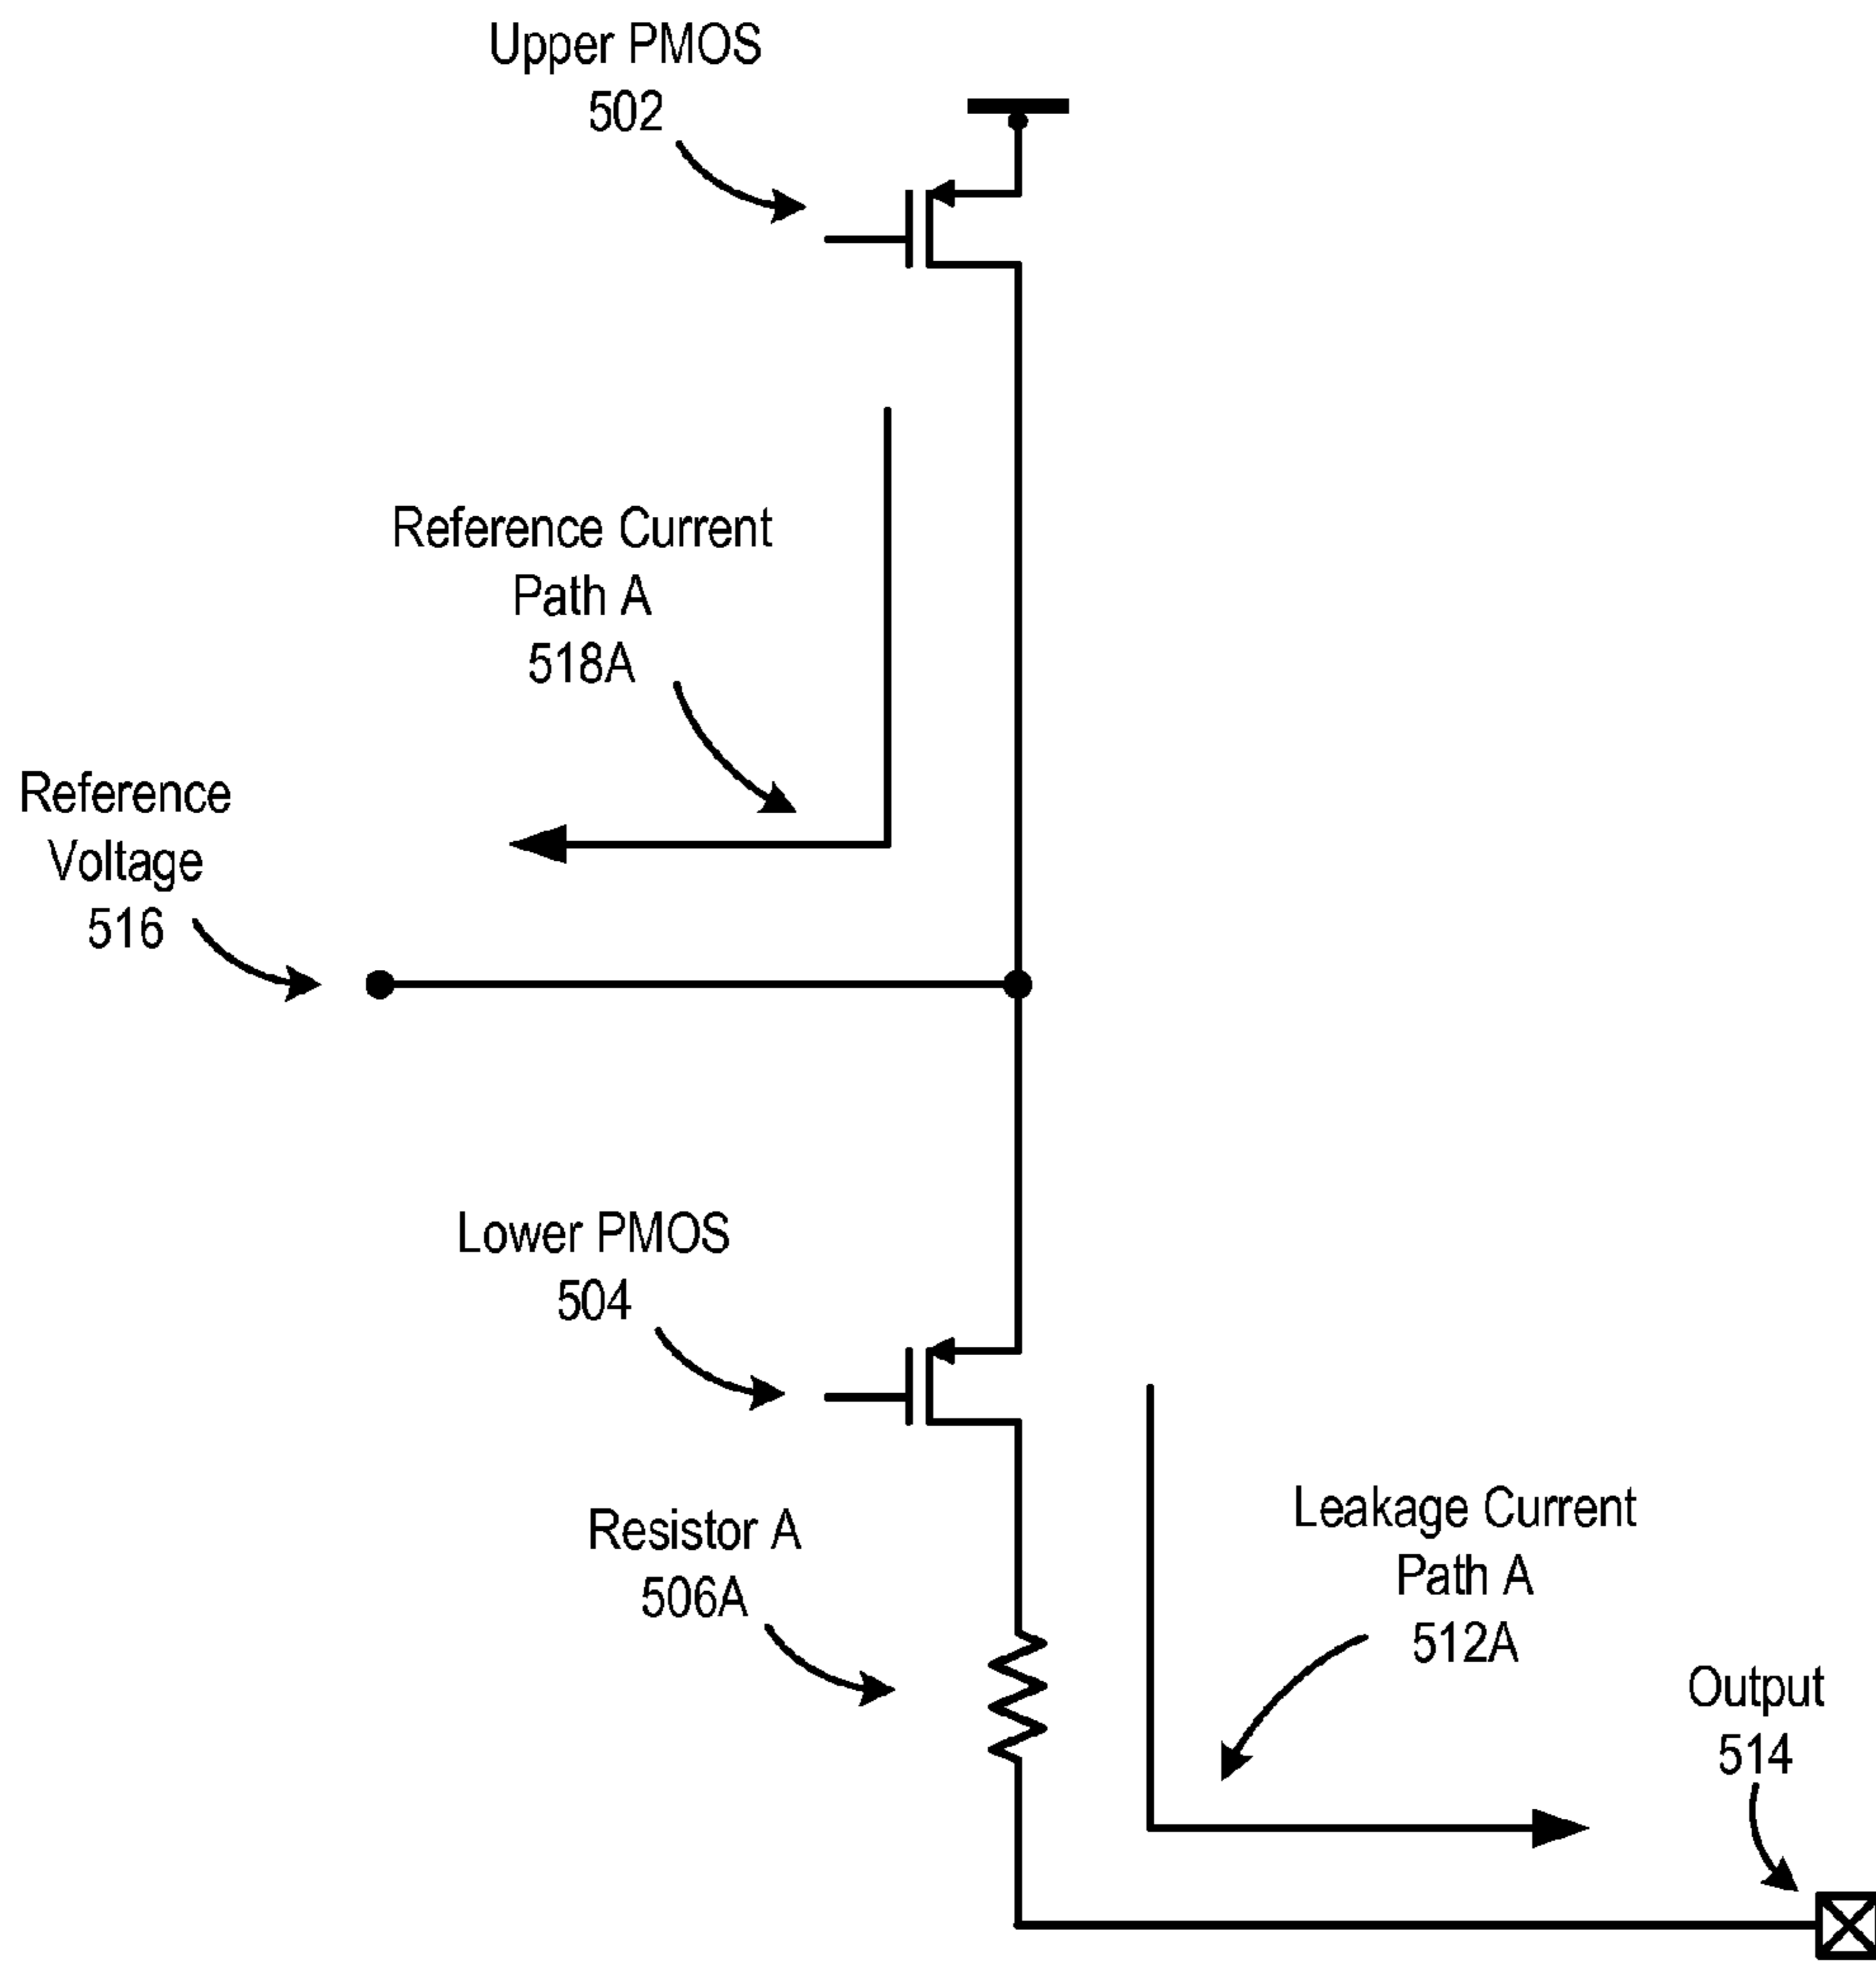 Upper PMOS
502
Reference Current
Path A
518A
Reference
Voltage
516
Lower PMOS
504
Resistor A
506A
Leakage Current
Path A
512A
Output
514